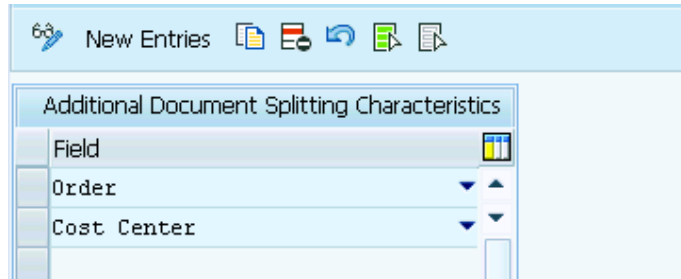 New Entries
Additional Document Splitting Characteristics
Field
Order
Cost Center